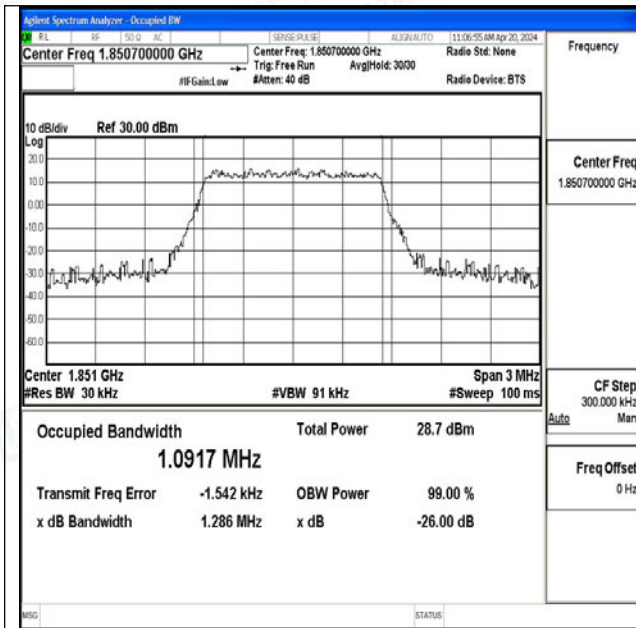 Agilent Spectrum Analyzer - Occupied BW
RL RF 50 Ω AC SENSE:PULSE ALIGNAUTO 11:06:55 AM Apr 20, 2024
Center Freq 1.850700000 GHz
Center Freq: 1.850700000 GHz
Radio Std: None
Trig: Free Run Avg|Hold: 30/30
#IFGain:Low #Atten: 40 dB Radio Device: BTS
Frequency
10 dB/div Ref 30.00 dBm
Log
20.0
10.0
0.00
-10.0
-20.0
-30.0
-40.0
-50.0
-60.0
Center 1.851 GHz Span 3 MHz
#Res BW 30 kHz #VBW 91 kHz #Sweep 100 ms
Occupied Bandwidth Total Power 28.7 dBm
1.0917 MHz
Transmit Freq Error -1.542 kHz OBW Power 99.00 %
x dB Bandwidth 1.286 MHz x dB -26.00 dB
Center Freq
1.850700000 GHz
CF Step
300.000 kHz
Auto Man
Freq Offset
0 Hz
MSG STATUS